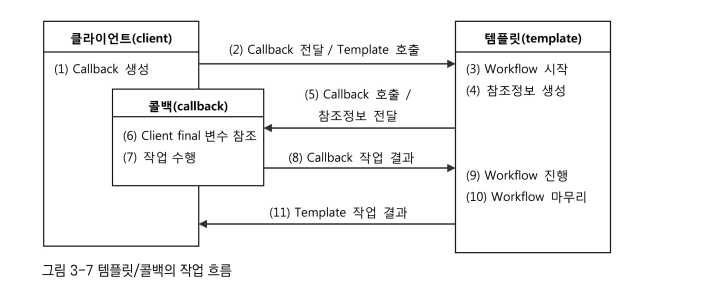 클라이언트(client)
(1) Callback 생성
(2) Callback 전달 / Template 호출
템플릿(template)
(3) Workflow 시작
(4) 참조정보 생성
(5) Callback 호출 /
참조정보 전달
콜백(callback)
(6) Client final 변수 참조
(7) 작업 수행
(8) Callback 작업 결과
(9) Workflow 진행
(10) Workflow 마무리
(11) Template 작업 결과
그림 3-7 템플릿/콜백의 작업 흐름